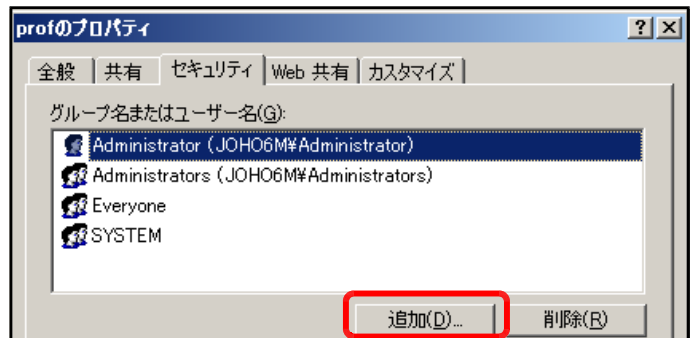 profのプロパティ
? ×
全般 共有 セキュリティ Web 共有 カスタマイズ
グループ名またはユーザー名(G):
Administrator (JOHO6M¥Administrator)
Administrators (JOHO6M¥Administrators)
Everyone
SYSTEM
追加(D)... 削除(R)